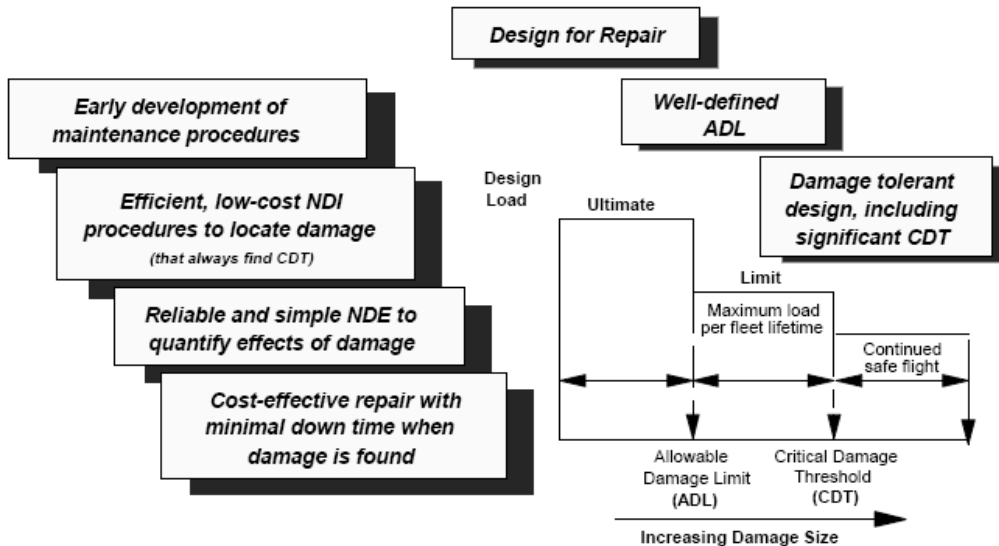 Design for Repair
Early development of
maintenance procedures
Well-defined
ADL
Efficient, low-cost NDI
procedures to locate damage
(that always find CDT)
Damage tolerant
design, including
significant CDT
Reliable and simple NDE to
quantify effects of damage
Cost-effective repair with
minimal down time when
damage is found
Design
Load
Ultimate
Limit
Maximum load
per fleet lifetime
Continued
safe flight
Allowable
Damage Limit
(ADL)
Critical Damage
Threshold
(CDT)
Increasing Damage Size